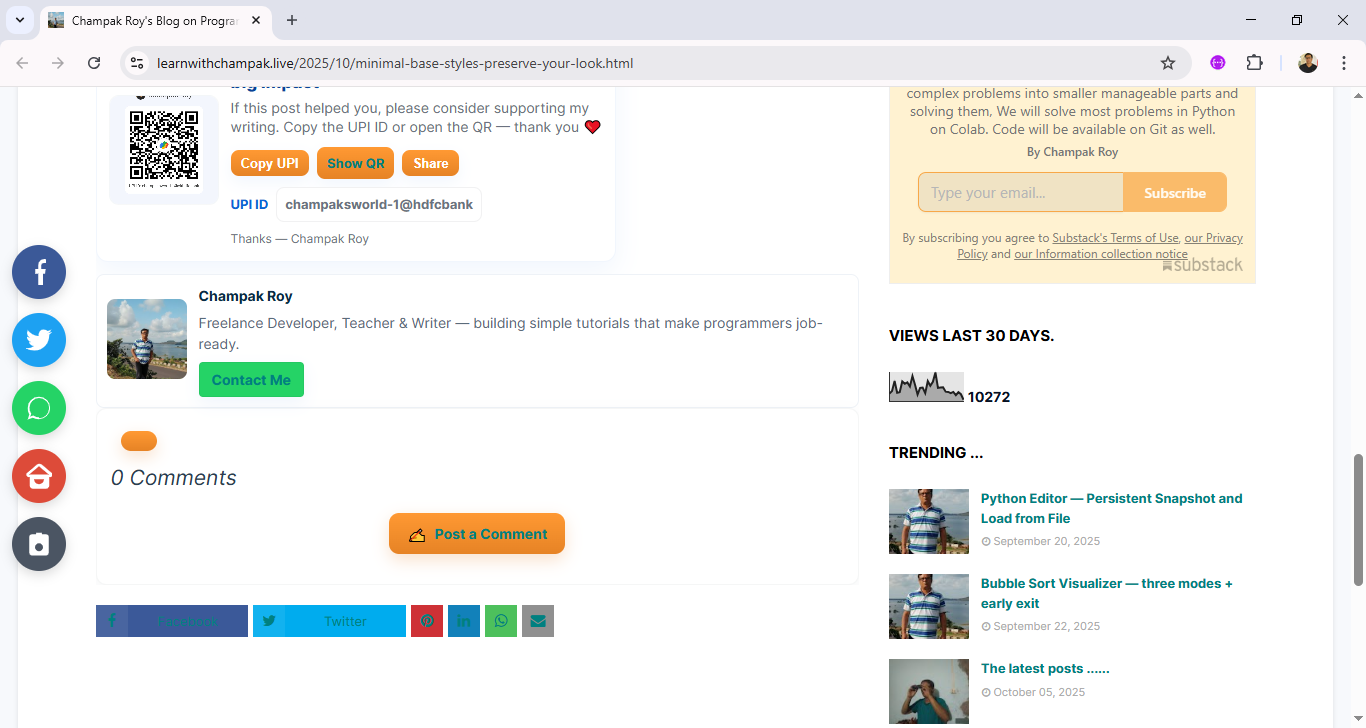 Champak Roy's Blog on Progra
learnwithchampak.live/2025/10/minimal-base-styles-preserve-your-look.html
big impact
If this post helped you, please consider supporting my
writing. Copy the UPI ID or open the QR — thank you ❤
Copy UPI
Show QR
Share
UPI ID
champaksworld-1@hdfcbank
Thanks — Champak Roy
Champak Roy
Freelance Developer, Teacher & Writer — building simple tutorials that make programmers job-
ready.
Contact Me
0 Comments
✍ Post a Comment
Facebook
Twitter
complex problems into smaller manageable parts and
solving them, We will solve most problems in Python
on Colab. Code will be available on Git as well.
By Champak Roy
Type your email...
Subscribe
By subscribing you agree to Substack's Terms of Use, our Privacy
Policy and our Information collection notice
substack
VIEWS LAST 30 DAYS.
10272
TRENDING ...
Python Editor — Persistent Snapshot and
Load from File
September 20, 2025
Bubble Sort Visualizer — three modes +
early exit
September 22, 2025
The latest posts ......
October 05, 2025